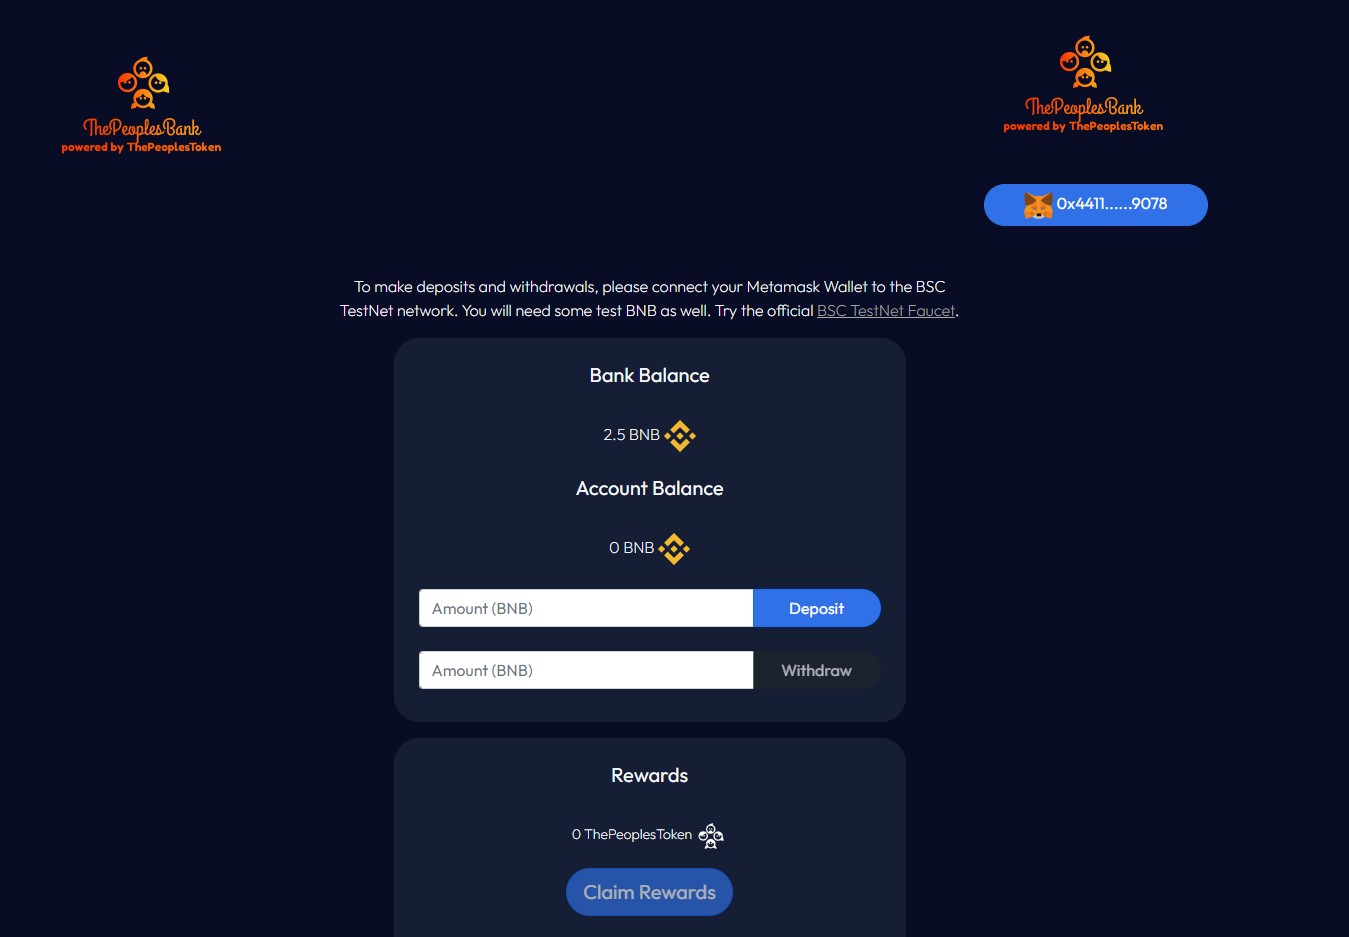 ThePeoplesBank
powered by ThePeoplesToken
ThePeoplesBank
powered by ThePeoplesToken
0x4411......9078
To make deposits and withdrawals, please connect your Metamask Wallet to the BSC
TestNet network. You will need some test BNB as well. Try the official BSC TestNet Faucet.
Bank Balance
2.5 BNB
Account Balance
0 BNB
Amount (BNB)
Deposit
Amount (BNB)
Withdraw
Rewards
0 ThePeoplesToken
Claim Rewards